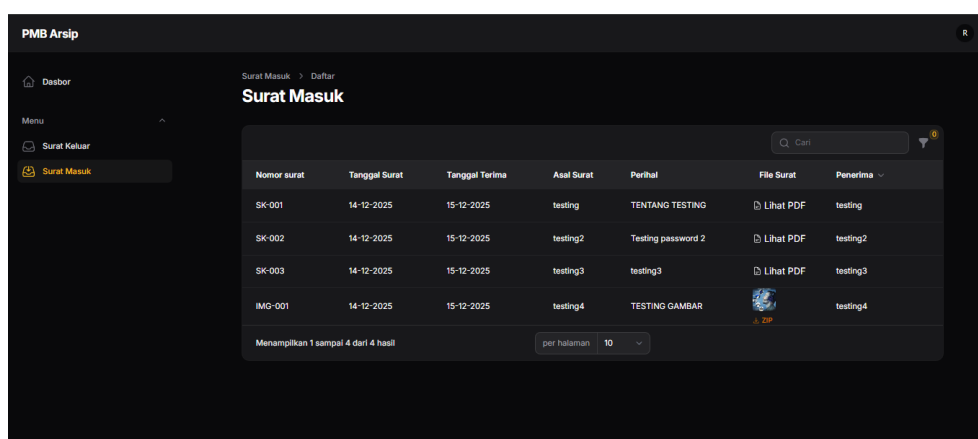 PMB Arsip
R
Dasbor
Menu
Surat Keluar
Surat Masuk
Surat Masuk > Daftar
Surat Masuk
Cari
0
Nomor surat Tanggal Surat Tanggal Terima Asal Surat Perihal File Surat Penerima
SK-001 14-12-2025 15-12-2025 testing TENTANG TESTING Lihat PDF testing
SK-002 14-12-2025 15-12-2025 testing2 Testing password 2 Lihat PDF testing2
SK-003 14-12-2025 15-12-2025 testing3 testing3 Lihat PDF testing3
IMG-001 14-12-2025 15-12-2025 testing4 TESTING GAMBAR ZIP testing4
Menampilkan 1 sampai 4 dari 4 hasil per halaman 10